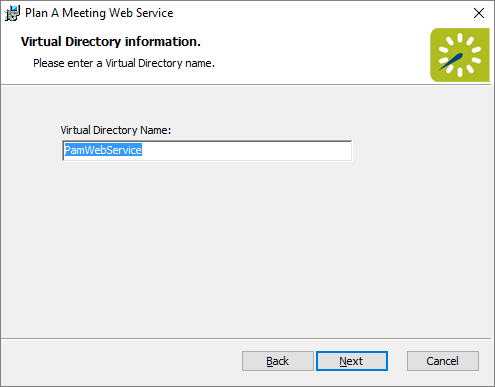 Plan A Meeting Web Service
Virtual Directory information.
Please enter a Virtual Directory name.
Virtual Directory Name:
PamWebService
Back Next Cancel